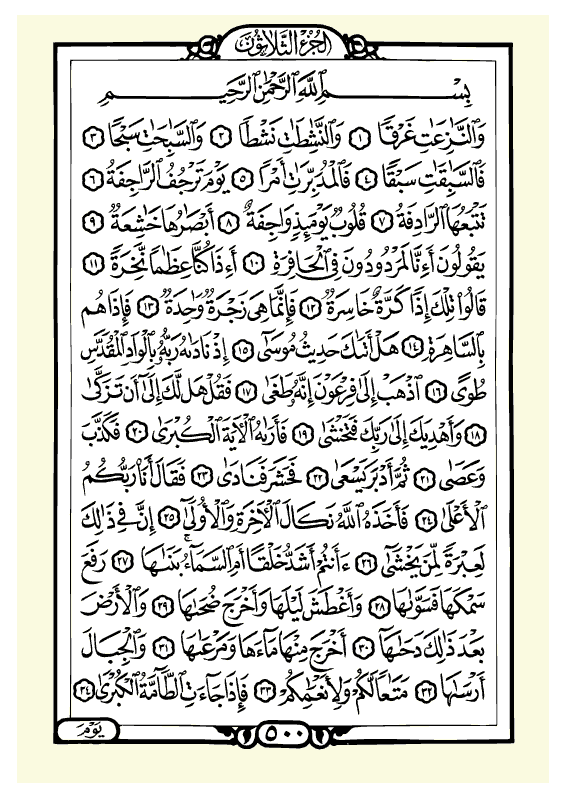 الجزء الثلاثون
بِسْمِ اللَّهِ الرَّحْمَٰنِ الرَّحِيمِ
وَالنَّازِعَاتِ غَرْقًا ١ وَالنَّاشِطَاتِ نَشْطًا ٢ وَالسَّابِحَاتِ سَبْحًا ٣
فَالسَّابِقَاتِ سَبْقًا ٤ فَالْمُدَبِّرَاتِ أَمْرًا ٥ يَوْمَ تَرْجُفُ الرَّاجِفَةُ ٦
تَتْبَعُهَا الرَّادِفَةُ ٧ قُلُوبٌ يَوْمَئِذٍ وَاجِفَةٌ ٨ أَبْصَارُهَا خَاشِعَةٌ ٩
يَقُولُونَ أَءِنَّا لَمَرْدُودُونَ فِي الْحَافِرَةِ ١٠ أَءِذَا كُنَّا عِظَامًا نَّخِرَةً ١١
قَالُوا تِلْكَ إِذًا كَرَّةٌ خَاسِرَةٌ ١٢ فَإِنَّمَا هِيَ زَجْرَةٌ وَاحِدَةٌ ١٣ فَإِذَا هُم
بِالسَّاهِرَةِ ١٤ هَلْ أَتَاكَ حَدِيثُ مُوسَىٰ ١٥ إِذْ نَادَاهُ رَبُّهُ بِالْوَادِ الْمُقَدَّسِ
طُوًى ١٦ اذْهَبْ إِلَىٰ فِرْعَوْنَ إِنَّهُ طَغَىٰ ١٧ فَقُلْ هَل لَّكَ إِلَىٰ أَن تَزَكَّىٰ
١٨ وَأَهْدِيَكَ إِلَىٰ رَبِّكَ فَتَخْشَىٰ ١٩ فَأَرَاهُ الْآيَةَ الْكُبْرَىٰ ٢٠ فَكَذَّبَ
وَعَصَىٰ ٢١ ثُمَّ أَدْبَرَ يَسْعَىٰ ٢٢ فَحَشَرَ فَنَادَىٰ ٢٣ فَقَالَ أَنَا رَبُّكُمُ
الْأَعْلَىٰ ٢٤ فَأَخَذَهُ اللَّهُ نَكَالَ الْآخِرَةِ وَالْأُولَىٰ ٢٥ إِنَّ فِي ذَٰلِكَ
لَعِبْرَةً لِّمَن يَخْشَىٰ ٢٦ ءَأَنتُمْ أَشَدُّ خَلْقًا أَمِ السَّمَاءُ ۚ بَنَاهَا ٢٧ رَفَعَ
سَمْكَهَا فَسَوَّاهَا ٢٨ وَأَغْطَشَ لَيْلَهَا وَأَخْرَجَ ضُحَاهَا ٢٩ وَالْأَرْضَ
بَعْدَ ذَٰلِكَ دَحَاهَا ٣٠ أَخْرَجَ مِنْهَا مَاءَهَا وَمَرْعَاهَا ٣١ وَالْجِبَالَ
أَرْسَاهَا ٣٢ مَتَاعًا لَّكُمْ وَلِأَنْعَامِكُمْ ٣٣ فَإِذَا جَاءَتِ الطَّامَّةُ الْكُبْرَىٰ ٣٤
يَوْمَ
٥٠٠